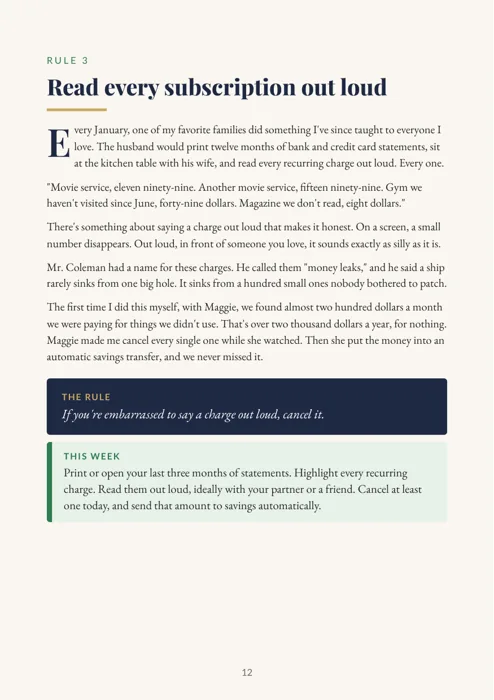 RULE 3
Read every subscription out loud
Every January, one of my favorite families did something I've since taught to everyone I
love. The husband would print twelve months of bank and credit card statements, sit
at the kitchen table with his wife, and read every recurring charge out loud. Every one.
"Movie service, eleven ninety-nine. Another movie service, fifteen ninety-nine. Gym we
haven't visited since June, forty-nine dollars. Magazine we don't read, eight dollars."
There's something about saying a charge out loud that makes it honest. On a screen, a small
number disappears. Out loud, in front of someone you love, it sounds exactly as silly as it is.
Mr. Coleman had a name for these charges. He called them "money leaks," and he said a ship
rarely sinks from one big hole. It sinks from a hundred small ones nobody bothered to patch.
The first time I did this myself, with Maggie, we found almost two hundred dollars a month
we were paying for things we didn't use. That's over two thousand dollars a year, for nothing.
Maggie made me cancel every single one while she watched. Then she put the money into an
automatic savings transfer, and we never missed it.
THE RULE
If you're embarrassed to say a charge out loud, cancel it.
THIS WEEK
Print or open your last three months of statements. Highlight every recurring
charge. Read them out loud, ideally with your partner or a friend. Cancel at least
one today, and send that amount to savings automatically.
12